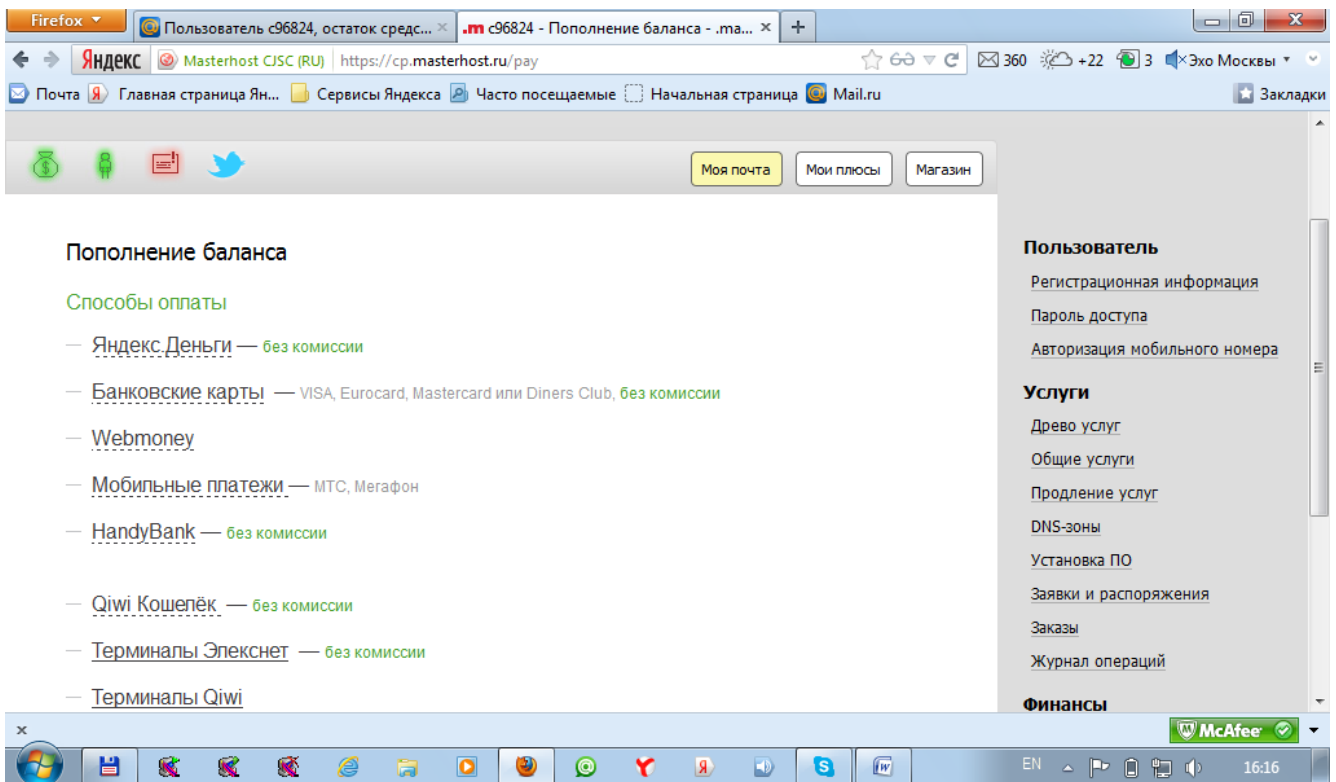 Firefox
Пользователь c96824, остаток средс... ×
.m c96824 - Пополнение баланса - .ma... ×
+
Яндекс Masterhost CJSC (RU) https://cp.masterhost.ru/pay
360 +22 3 Эхо Москвы
Почта Главная страница Ян... Сервисы Яндекса Часто посещаемые Начальная страница Mail.ru Закладки
Моя почта Мои плюсы Магазин
Пополнение баланса
Способы оплаты
— Яндекс.Деньги — без комиссии
— Банковские карты — VISA, Eurocard, Mastercard или Diners Club, без комиссии
— Webmoney
— Мобильные платежи — МТС, Мегафон
— HandyBank — без комиссии
— Qiwi Кошелёк — без комиссии
— Терминалы Элекснет — без комиссии
— Терминалы Qiwi
Пользователь
Регистрационная информация
Пароль доступа
Авторизация мобильного номера
Услуги
Древо услуг
Общие услуги
Продление услуг
DNS-зоны
Установка ПО
Заявки и распоряжения
Заказы
Журнал операций
Финансы
x
McAfee
EN 16:16